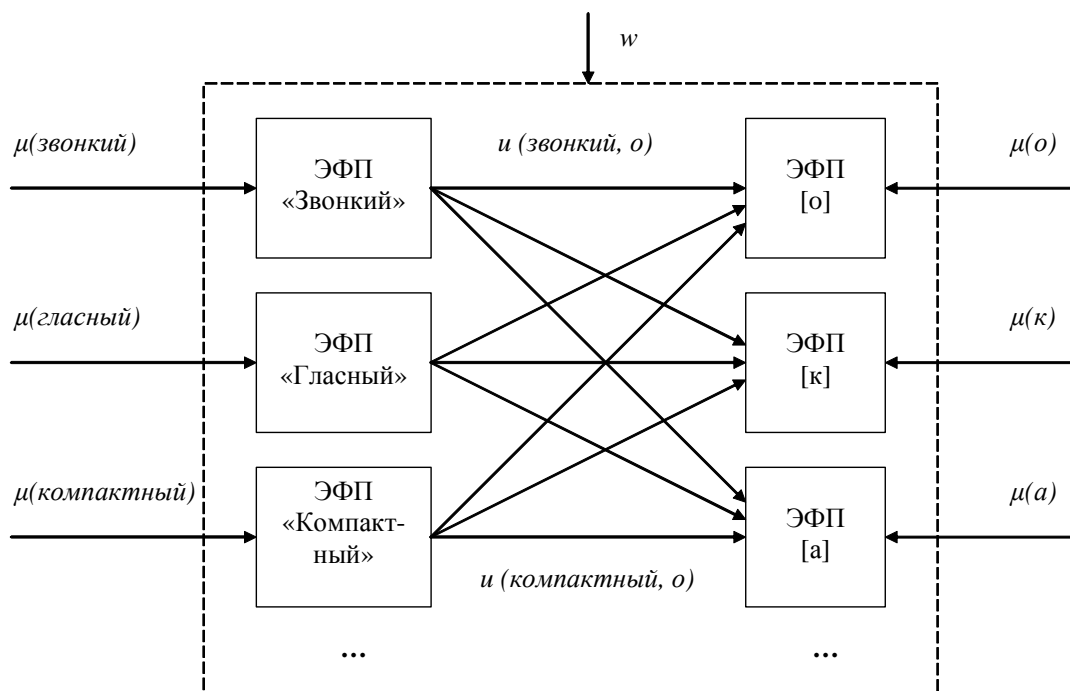 w
μ(звонкий)
ЭФП
«Звонкий»
u (звонкий, о)
ЭФП
[о]
μ(о)
μ(гласный)
ЭФП
«Гласный»
ЭФП
[к]
μ(к)
μ(компактный)
ЭФП
«Компакт-
ный»
u (компактный, о)
ЭФП
[а]
μ(а)
...
...